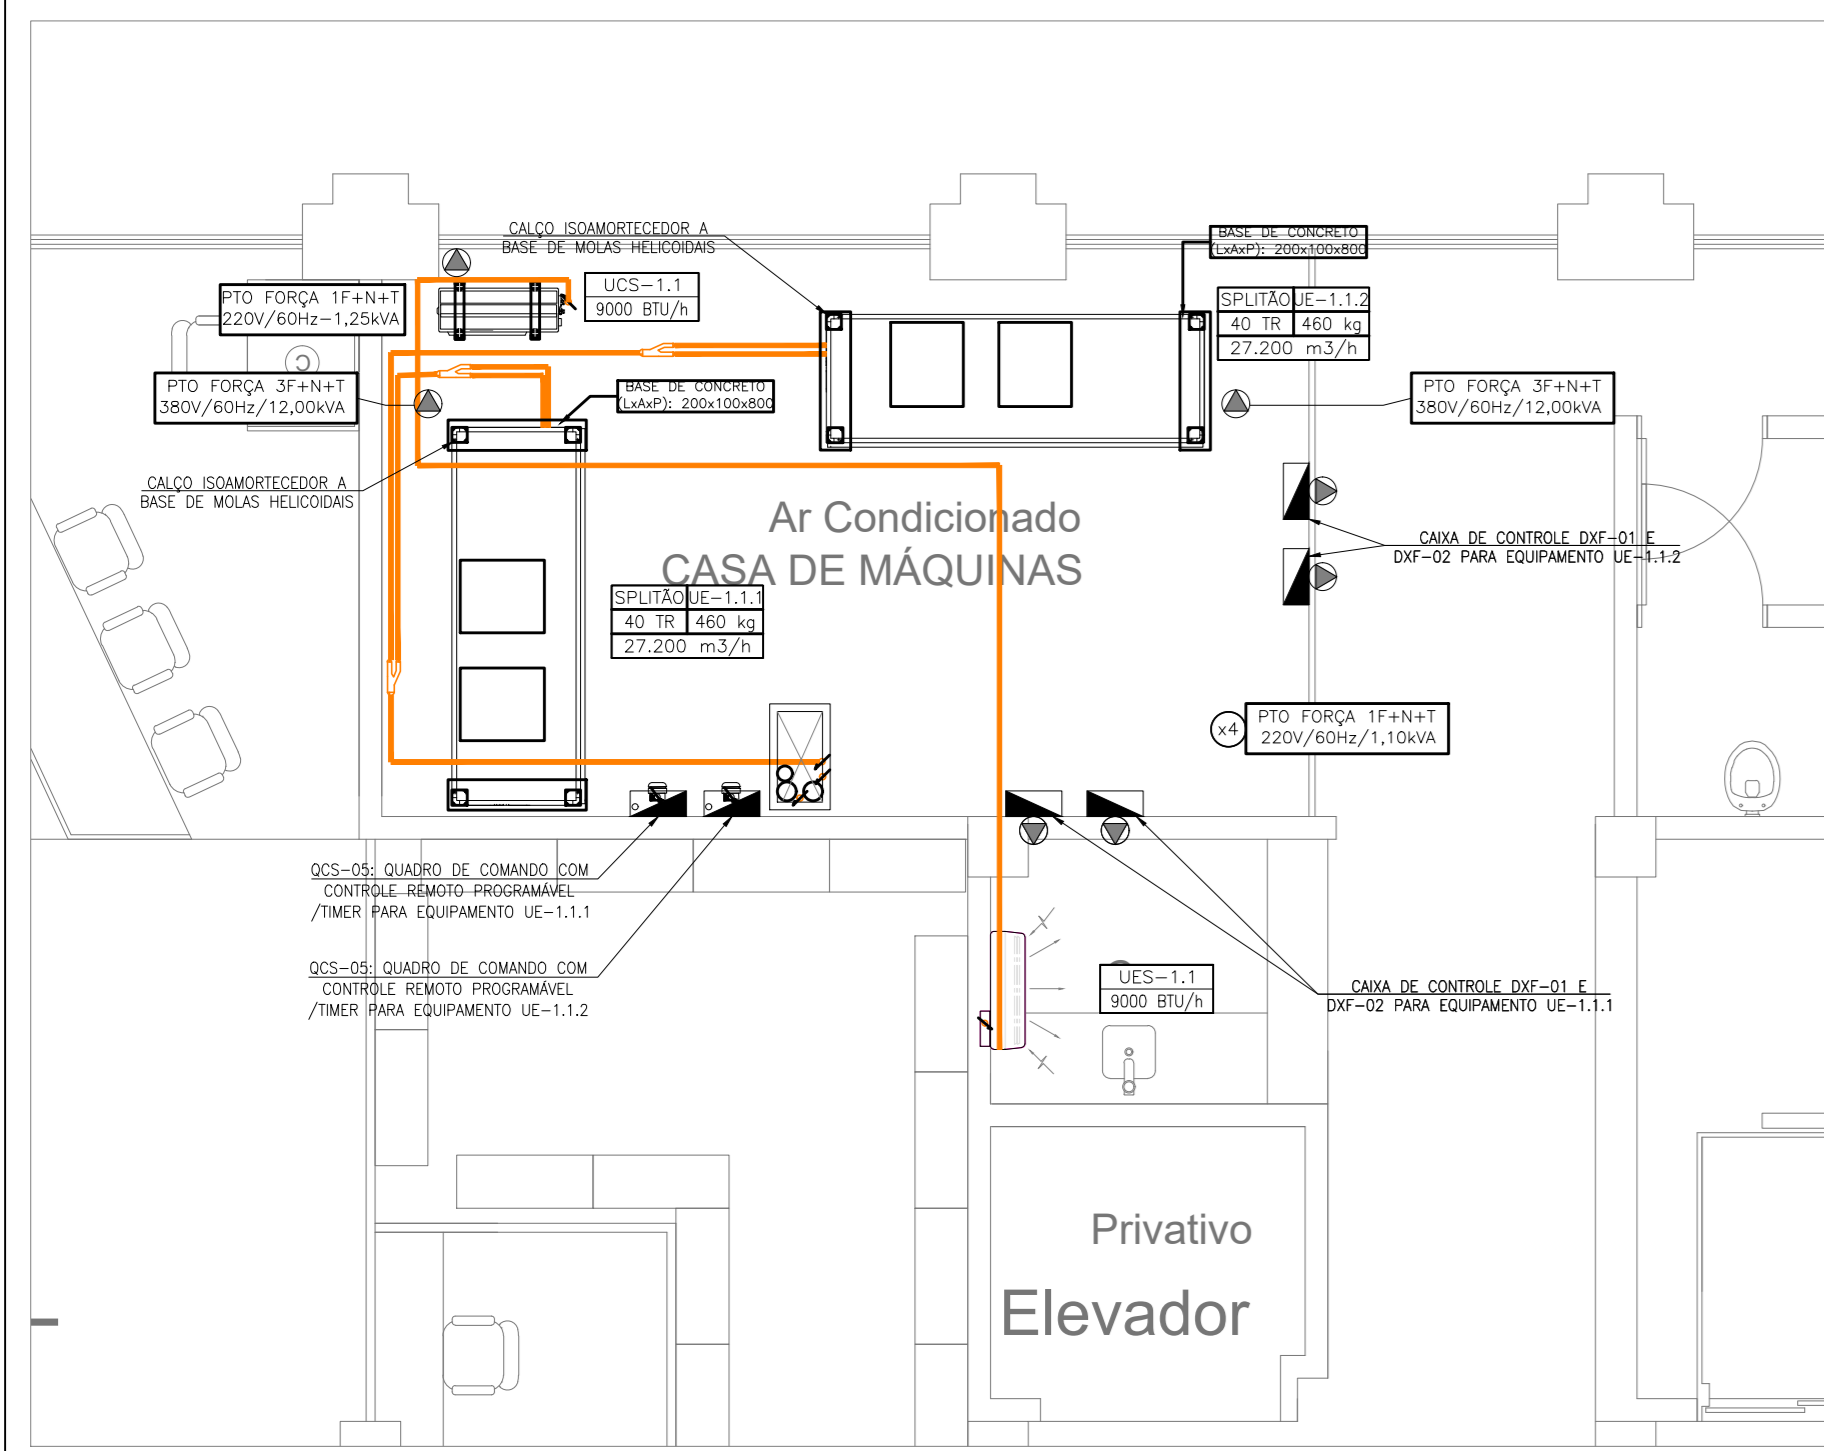 CALÇO ISOAMORTECEDOR A
BASE DE MOLAS HELICOIDAIS
BASE DE CONCRETO
(LxAxP): 200x100x800
UCS-1.1
9000 BTU/h
PTO FORÇA 1F+N+T
220V/60Hz-1,25kVA
SPLITÃO UE-1.1.2
40 TR 460 kg
27.200 m3/h
C
PTO FORÇA 3F+N+T
380V/60Hz/12,00kVA
BASE DE CONCRETO
(LxAxP): 200x100x800
PTO FORÇA 3F+N+T
380V/60Hz/12,00kVA
CALÇO ISOAMORTECEDOR A
BASE DE MOLAS HELICOIDAIS
Ar Condicionado
CASA DE MÁQUINAS
CAIXA DE CONTROLE DXF-01 E
DXF-02 PARA EQUIPAMENTO UE-1.1.2
SPLITÃO UE-1.1.1
40 TR 460 kg
27.200 m3/h
x4
PTO FORÇA 1F+N+T
220V/60Hz/1,10kVA
QCS-05: QUADRO DE COMANDO COM
CONTROLE REMOTO PROGRAMÁVEL
/TIMER PARA EQUIPAMENTO UE-1.1.1
QCS-05: QUADRO DE COMANDO COM
CONTROLE REMOTO PROGRAMÁVEL
/TIMER PARA EQUIPAMENTO UE-1.1.2
UES-1.1
9000 BTU/h
CAIXA DE CONTROLE DXF-01 E
DXF-02 PARA EQUIPAMENTO UE-1.1.1
Privativo
Elevador